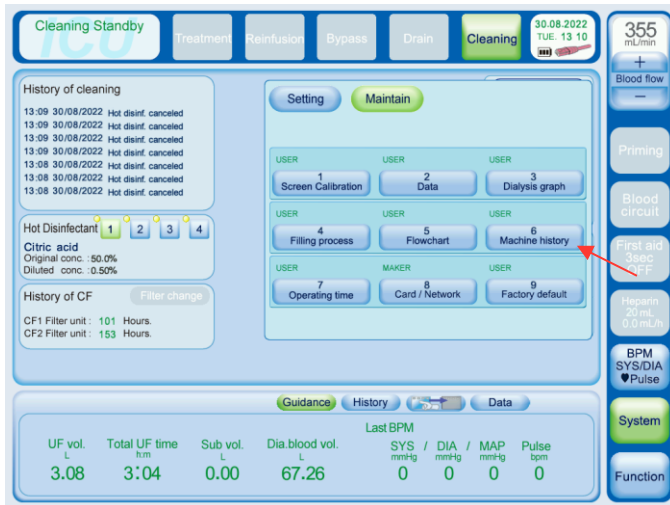 Cleaning
Standby
ICU
Treatment
Reinfusion
Bypass
Drain
Cleaning
30.08.2022
TUE. 13 10
355
mL/min
+
Blood flow
−
History of cleaning
13:09 30/08/2022 Hot disinf. canceled
13:09 30/08/2022 Hot disinf. canceled
13:09 30/08/2022 Hot disinf. canceled
13:09 30/08/2022 Hot disinf. canceled
13:08 30/08/2022 Hot disinf. canceled
13:08 30/08/2022 Hot disinf. canceled
13:08 30/08/2022 Hot disinf. canceled
Hot Disinfectant 1 2 3 4
Citric acid
Original conc. :50.0%
Diluted conc. :0.50%
History of CF
Filter change
CF1 Filter unit : 101 Hours.
CF2 Filter unit : 153 Hours.
Setting
Maintain
USER USER USER
1 2 3
Screen Calibration Data Dialysis graph
USER USER USER
4 5 6
Filling process Flowchart Machine history
USER MAKER USER
7 8 9
Operating time Card / Network Factory default
Priming
Blood
circuit
First aid
3sec
OFF
Heparin
20 mL
0.0 mL/h
BPM
SYS/DIA
♥Pulse
System
Function
Guidance
History
Data
Last BPM
UF vol. Total UF time Sub vol. Dia.blood vol. SYS / DIA / MAP Pulse
L h:m L L mmHg mmHg mmHg bpm
3.08 3:04 0.00 67.26 0 0 0 0